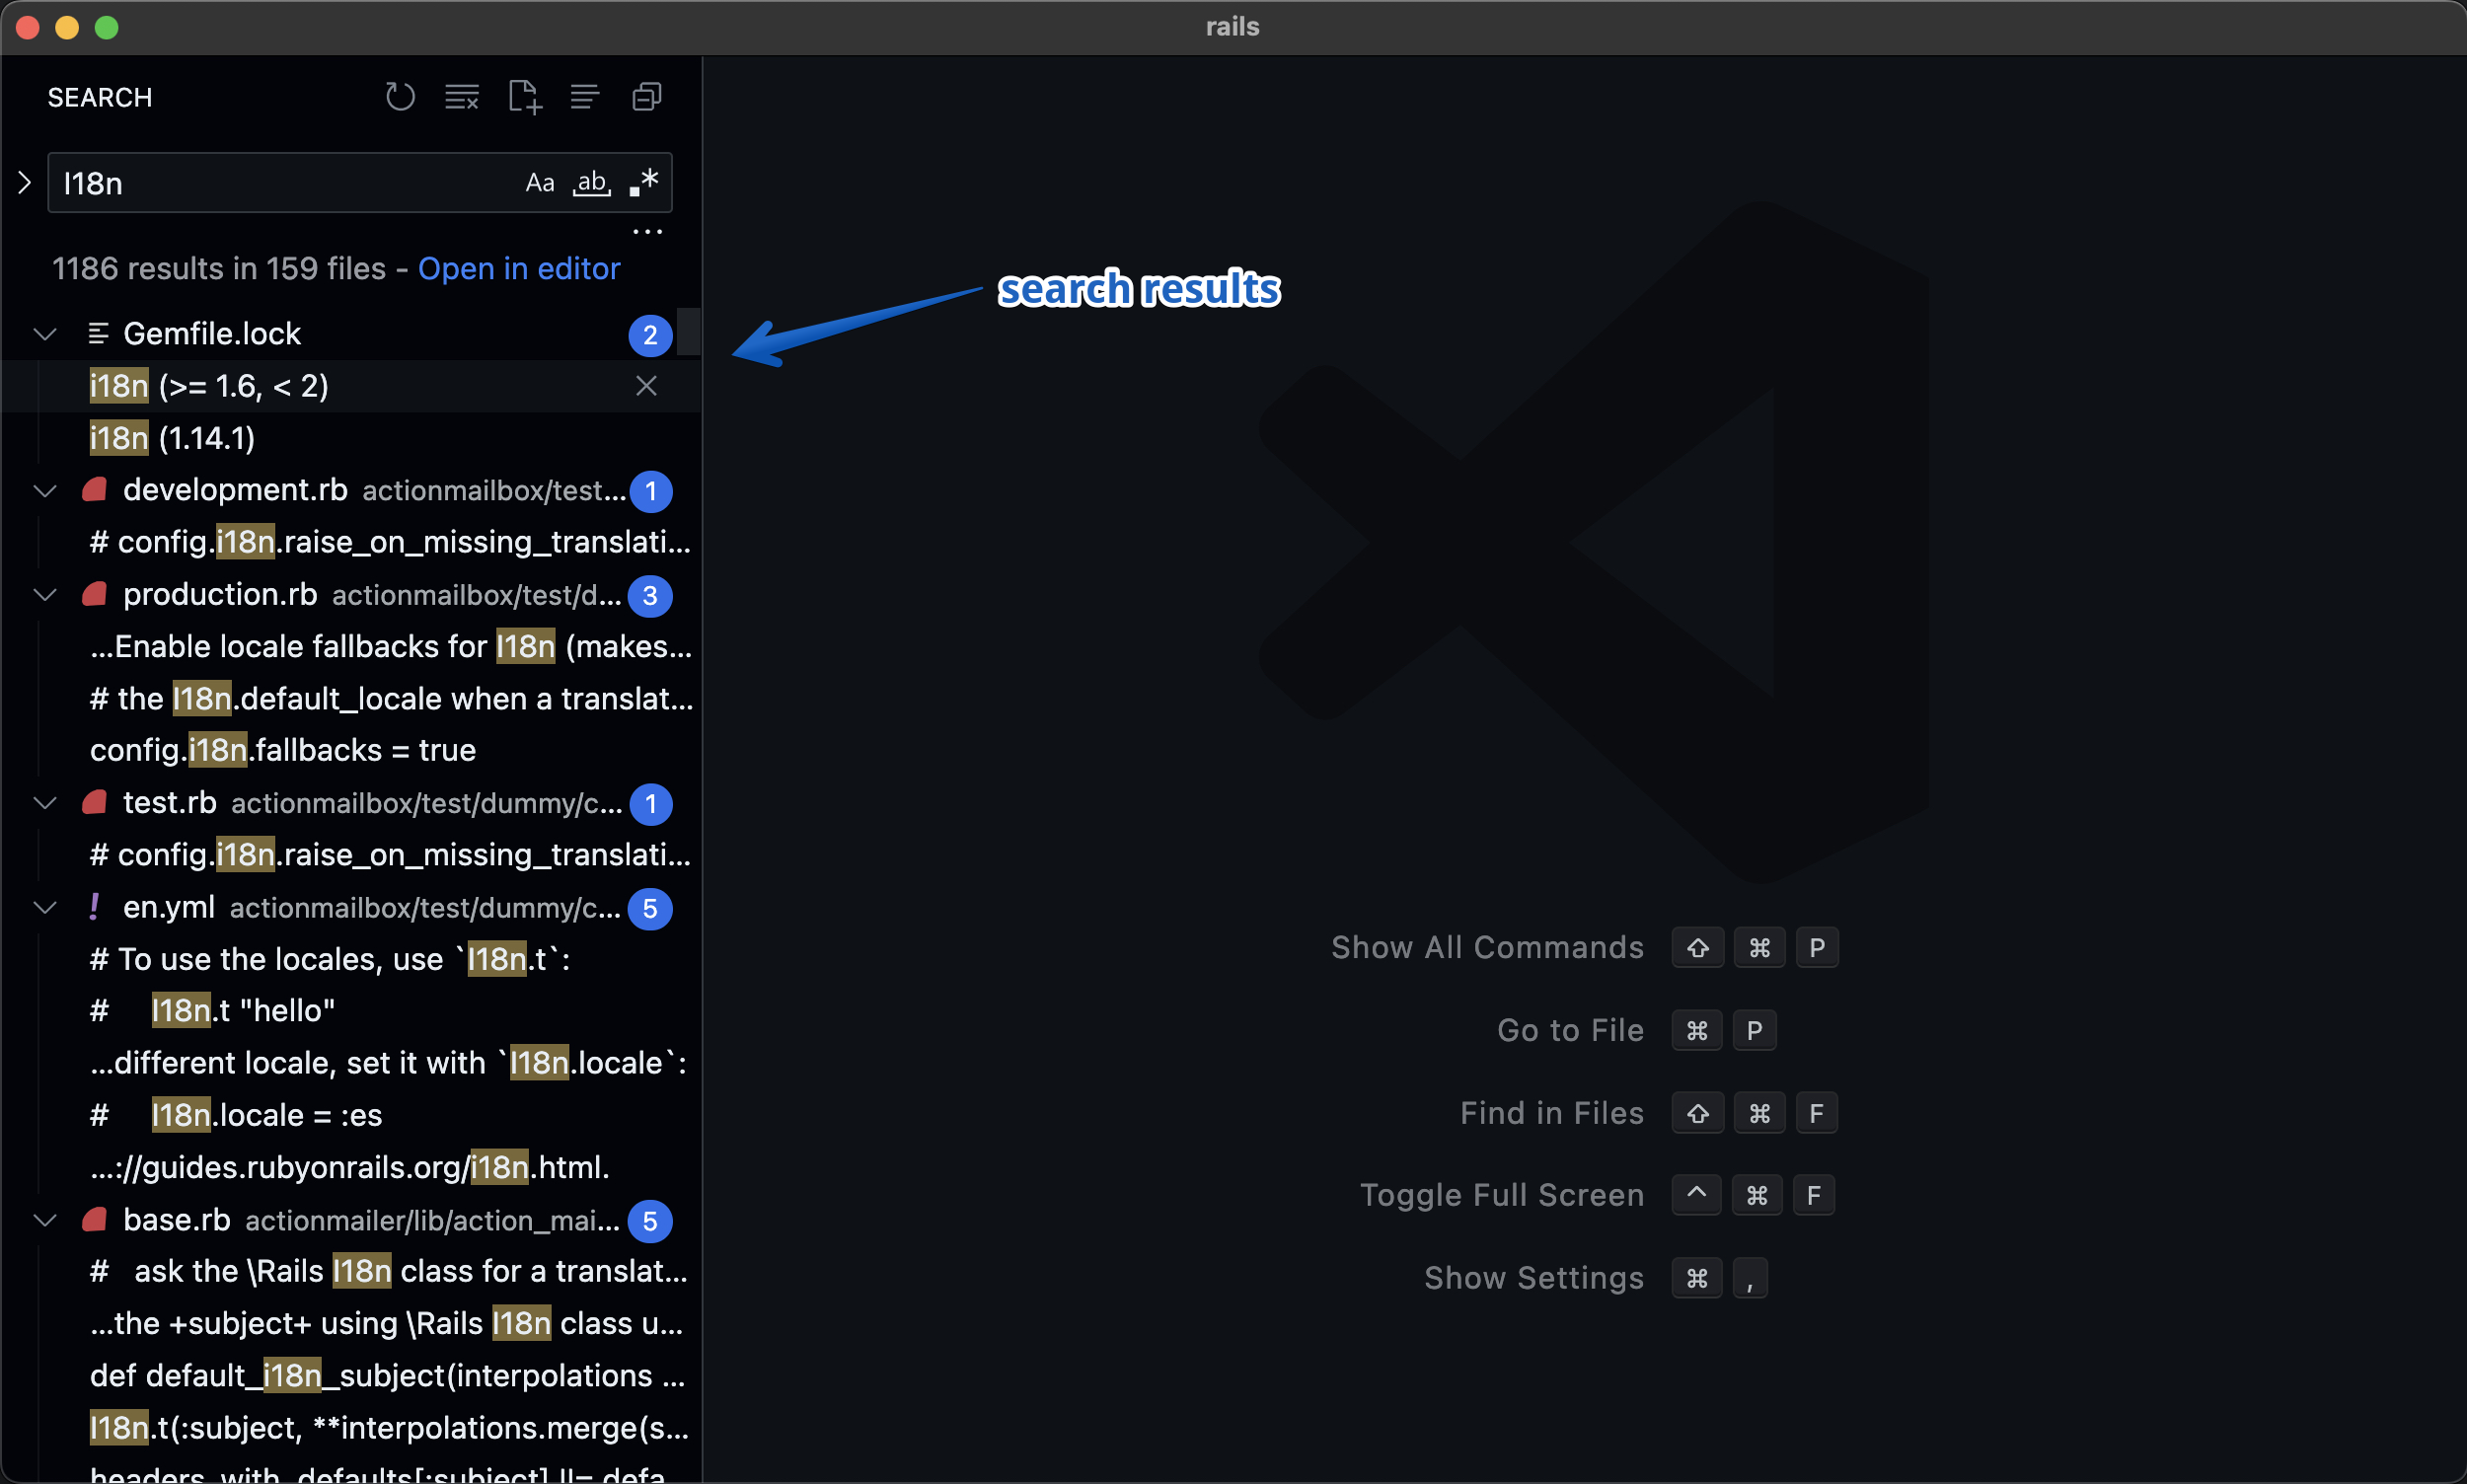 rails
SEARCH
I18n
Aa
ab
.*
...
1186 results in 159 files - Open in editor
search results
Gemfile.lock 2
i18n (>= 1.6, < 2)
i18n (1.14.1)
development.rb actionmailbox/test... 1
# config.i18n.raise_on_missing_translati...
production.rb actionmailbox/test/d... 3
...Enable locale fallbacks for I18n (makes...
# the I18n.default_locale when a translat...
config.i18n.fallbacks = true
test.rb actionmailbox/test/dummy/c... 1
# config.i18n.raise_on_missing_translati...
en.yml actionmailbox/test/dummy/c... 5
# To use the locales, use `I18n.t`:
#     I18n.t "hello"
...different locale, set it with `I18n.locale`:
#     I18n.locale = :es
...://guides.rubyonrails.org/i18n.html.
base.rb actionmailer/lib/action_mai... 5
#   ask the \Rails I18n class for a translat...
...the +subject+ using \Rails I18n class u...
def default_i18n_subject(interpolations ...
I18n.t(:subject, **interpolations.merge(s...
headers_with_defaults[:subject] ||= defa
Show All Commands ⇧ ⌘ P
Go to File ⌘ P
Find in Files ⇧ ⌘ F
Toggle Full Screen ^ ⌘ F
Show Settings ⌘ ,